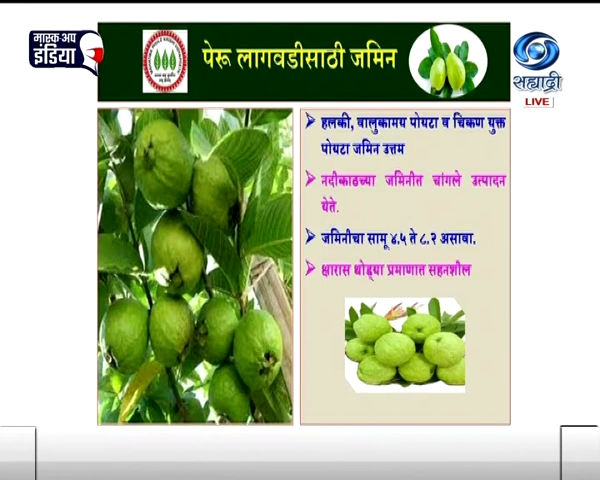 मास्क अप
इंडिया
पेरू लागवडीसाठी जमिन
सह्याद्री
LIVE
हलकी, वालुकामय पोयटा व चिकण युक्त
पोयटा जमिन उत्तम
नदीकाठच्या जमिनीत चांगले उत्पादन
येते.
जमिनीचा सामू ४.५ ते ८.२ असावा.
क्षारास थोड्या प्रमाणात सहनशील